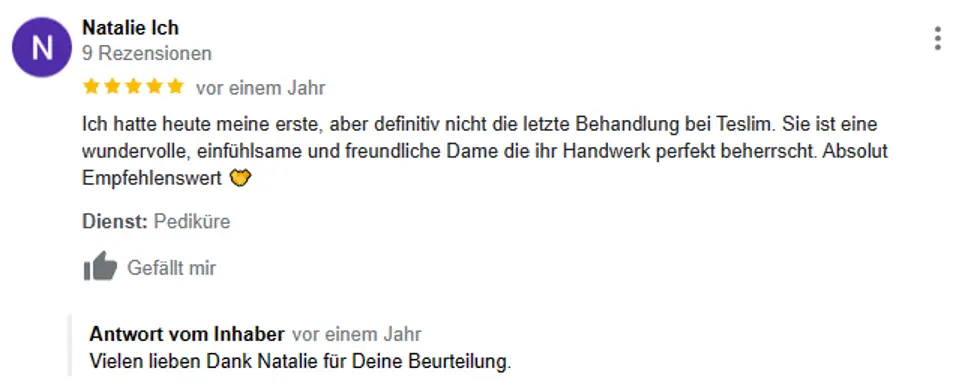 N
Natalie Ich
9 Rezensionen
vor einem Jahr
Ich hatte heute meine erste, aber definitiv nicht die letzte Behandlung bei Teslim. Sie ist eine
wundervolle, einfühlsame und freundliche Dame die ihr Handwerk perfekt beherrscht. Absolut
Empfehlenswert
Dienst: Pediküre
Gefällt mir
Antwort vom Inhaber vor einem Jahr
Vielen lieben Dank Natalie für Deine Beurteilung.